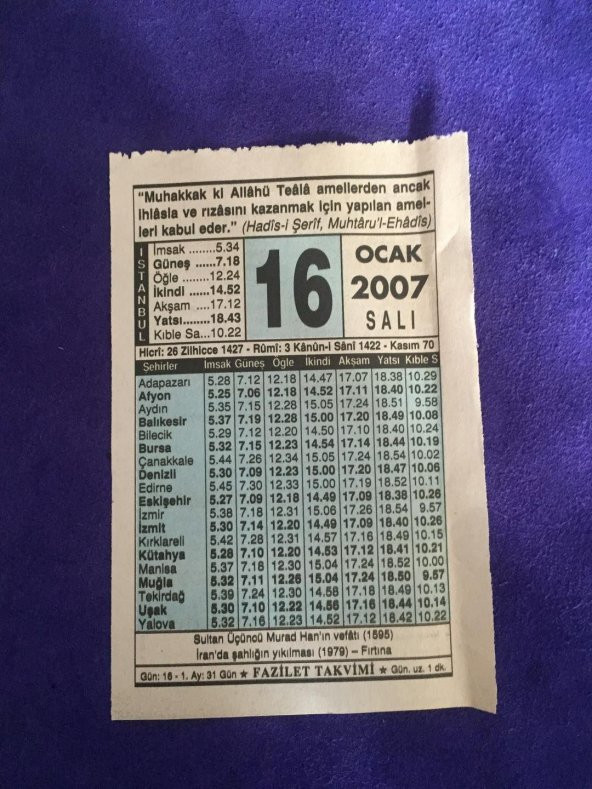 "Muhakkak ki Allâhü Teâlâ amellerden ancak
ihlâsla ve rızâsını kazanmak için yapılan amel-
leri kabul eder." (Hadîs-i Şerîf, Muhtâru'l-Ehâdîs)
İSTANBUL
İmsak ........5.34
Güneş ......7.18
Öğle ........12.24
İkindi ......14.52
Akşam ....17.12
Yatsı........18.43
Kıble Sa...10.22
16
OCAK
2007
SALI
Hicrî: 26 Zilhicce 1427 - Rûmî: 3 Kânûn-i Sâni 1422 - Kasım 70
Şehirler İmsak Güneş Öğle İkindi Akşam Yatsı Kıble S
Adapazarı 5.28 7.12 12.18 14.47 17.07 18.38 10.29
Afyon 5.25 7.06 12.18 14.52 17.11 18.40 10.22
Aydın 5.35 7.15 12.28 15.05 17.24 18.51 9.58
Balıkesir 5.37 7.19 12.28 15.00 17.20 18.49 10.08
Bilecik 5.29 7.12 12.20 14.50 17.10 18.40 10.24
Bursa 5.32 7.15 12.23 14.54 17.14 18.44 10.19
Çanakkale 5.44 7.26 12.34 15.05 17.24 18.54 10.02
Denizli 5.30 7.09 12.23 15.00 17.20 18.47 10.06
Edirne 5.45 7.30 12.33 15.00 17.19 18.52 10.11
Eskişehir 5.27 7.09 12.18 14.49 17.09 18.38 10.26
İzmir 5.38 7.18 12.31 15.06 17.26 18.54 9.57
İzmit 5.30 7.14 12.20 14.49 17.09 18.40 10.26
Kırklareli 5.42 7.28 12.31 14.57 17.16 18.49 10.15
Kütahya 5.28 7.10 12.20 14.53 17.12 18.41 10.21
Manisa 5.37 7.18 12.30 15.04 17.24 18.52 10.00
Muğla 5.32 7.11 12.26 15.04 17.24 18.50 9.57
Tekirdağ 5.39 7.24 12.30 14.58 17.18 18.49 10.13
Uşak 5.30 7.10 12.22 14.56 17.16 18.44 10.14
Yalova 5.32 7.16 12.23 14.52 17.12 18.42 10.22
Sultan Üçüncü Murad Han'ın vefâtı (1595)
İran'da şahlığın yıkılması (1979) – Fırtına
Gün: 16 - 1. Ay: 31 Gün ★ FAZİLET TAKVİMİ ★ Gün. uz. 1 dk.